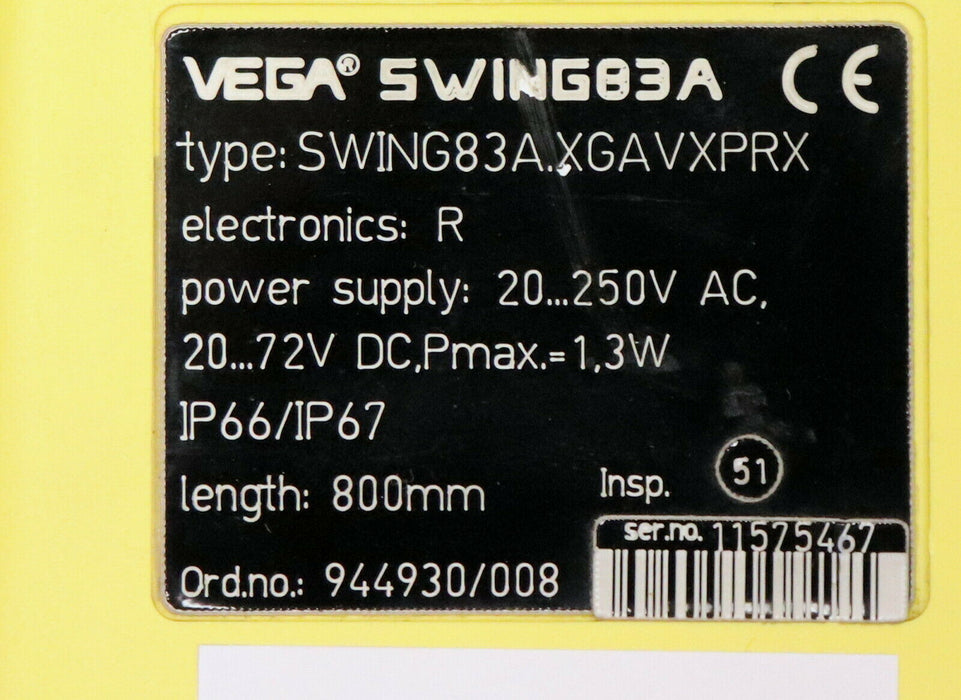 VEGA® SWING83A CE
type: SWING83A.XGAVXPRX
electronics: R
power supply: 20...250V AC,
20...72V DC,Pmax.=1,3W
IP66/IP67
length: 800mm
Insp. 51
ser.no. 11575467
Ord.no.: 944930/008